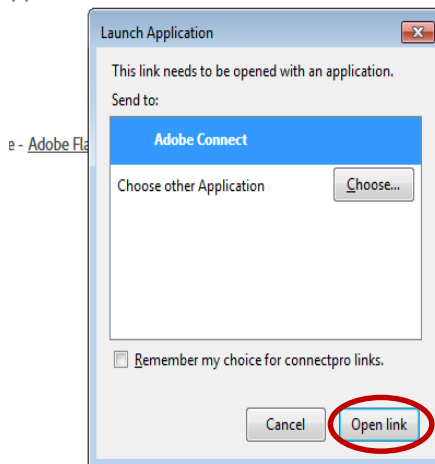 Launch Application
This link needs to be opened with an application.
Send to:
e - Adobe Fla
Adobe Connect
Choose other Application
Choose...
Remember my choice for connectpro links.
Cancel
Open link